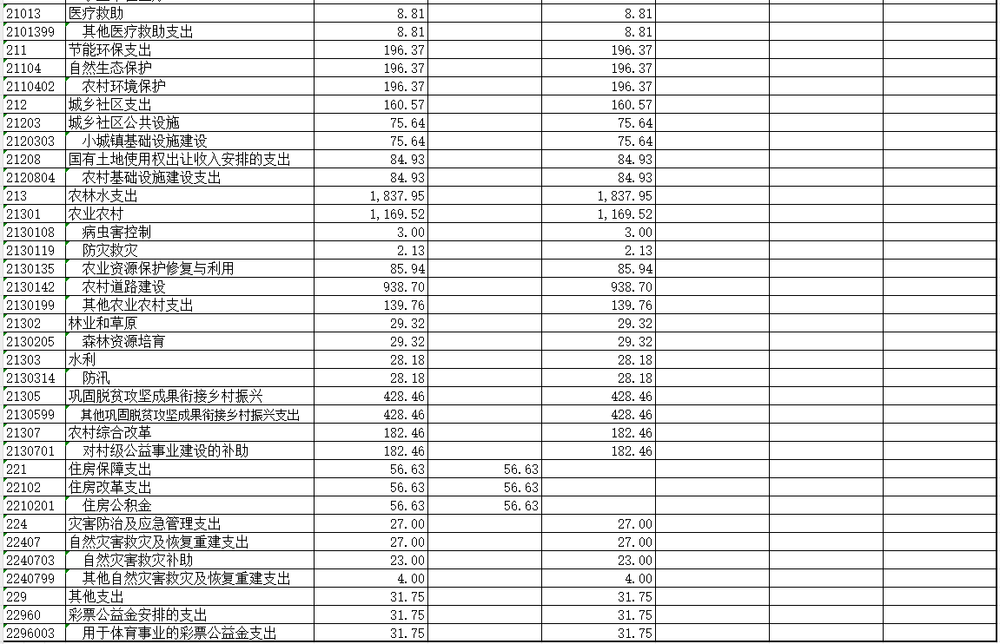 21013 医疗救助 8.81 8.81
2101399 其他医疗救助支出 8.81 8.81
211 节能环保支出 196.37 196.37
21104 自然生态保护 196.37 196.37
2110402 农村环境保护 196.37 196.37
212 城乡社区支出 160.57 160.57
21203 城乡社区公共设施 75.64 75.64
2120303 小城镇基础设施建设 75.64 75.64
21208 国有土地使用权出让收入安排的支出 84.93 84.93
2120804 农村基础设施建设支出 84.93 84.93
213 农林水支出 1,837.95 1,837.95
21301 农业农村 1,169.52 1,169.52
2130108 病虫害控制 3.00 3.00
2130119 防灾救灾 2.13 2.13
2130135 农业资源保护修复与利用 85.94 85.94
2130142 农村道路建设 938.70 938.70
2130199 其他农业农村支出 139.76 139.76
21302 林业和草原 29.32 29.32
2130205 森林资源培育 29.32 29.32
21303 水利 28.18 28.18
2130314 防汛 28.18 28.18
21305 巩固脱贫攻坚成果衔接乡村振兴 428.46 428.46
2130599 其他巩固脱贫攻坚成果衔接乡村振兴支出 428.46 428.46
21307 农村综合改革 182.46 182.46
2130701 对村级公益事业建设的补助 182.46 182.46
221 住房保障支出 56.63 56.63
22102 住房改革支出 56.63 56.63
2210201 住房公积金 56.63 56.63
224 灾害防治及应急管理支出 27.00 27.00
22407 自然灾害救灾及恢复重建支出 27.00 27.00
2240703 自然灾害救灾补助 23.00 23.00
2240799 其他自然灾害救灾及恢复重建支出 4.00 4.00
229 其他支出 31.75 31.75
22960 彩票公益金安排的支出 31.75 31.75
2296003 用于体育事业的彩票公益金支出 31.75 31.75